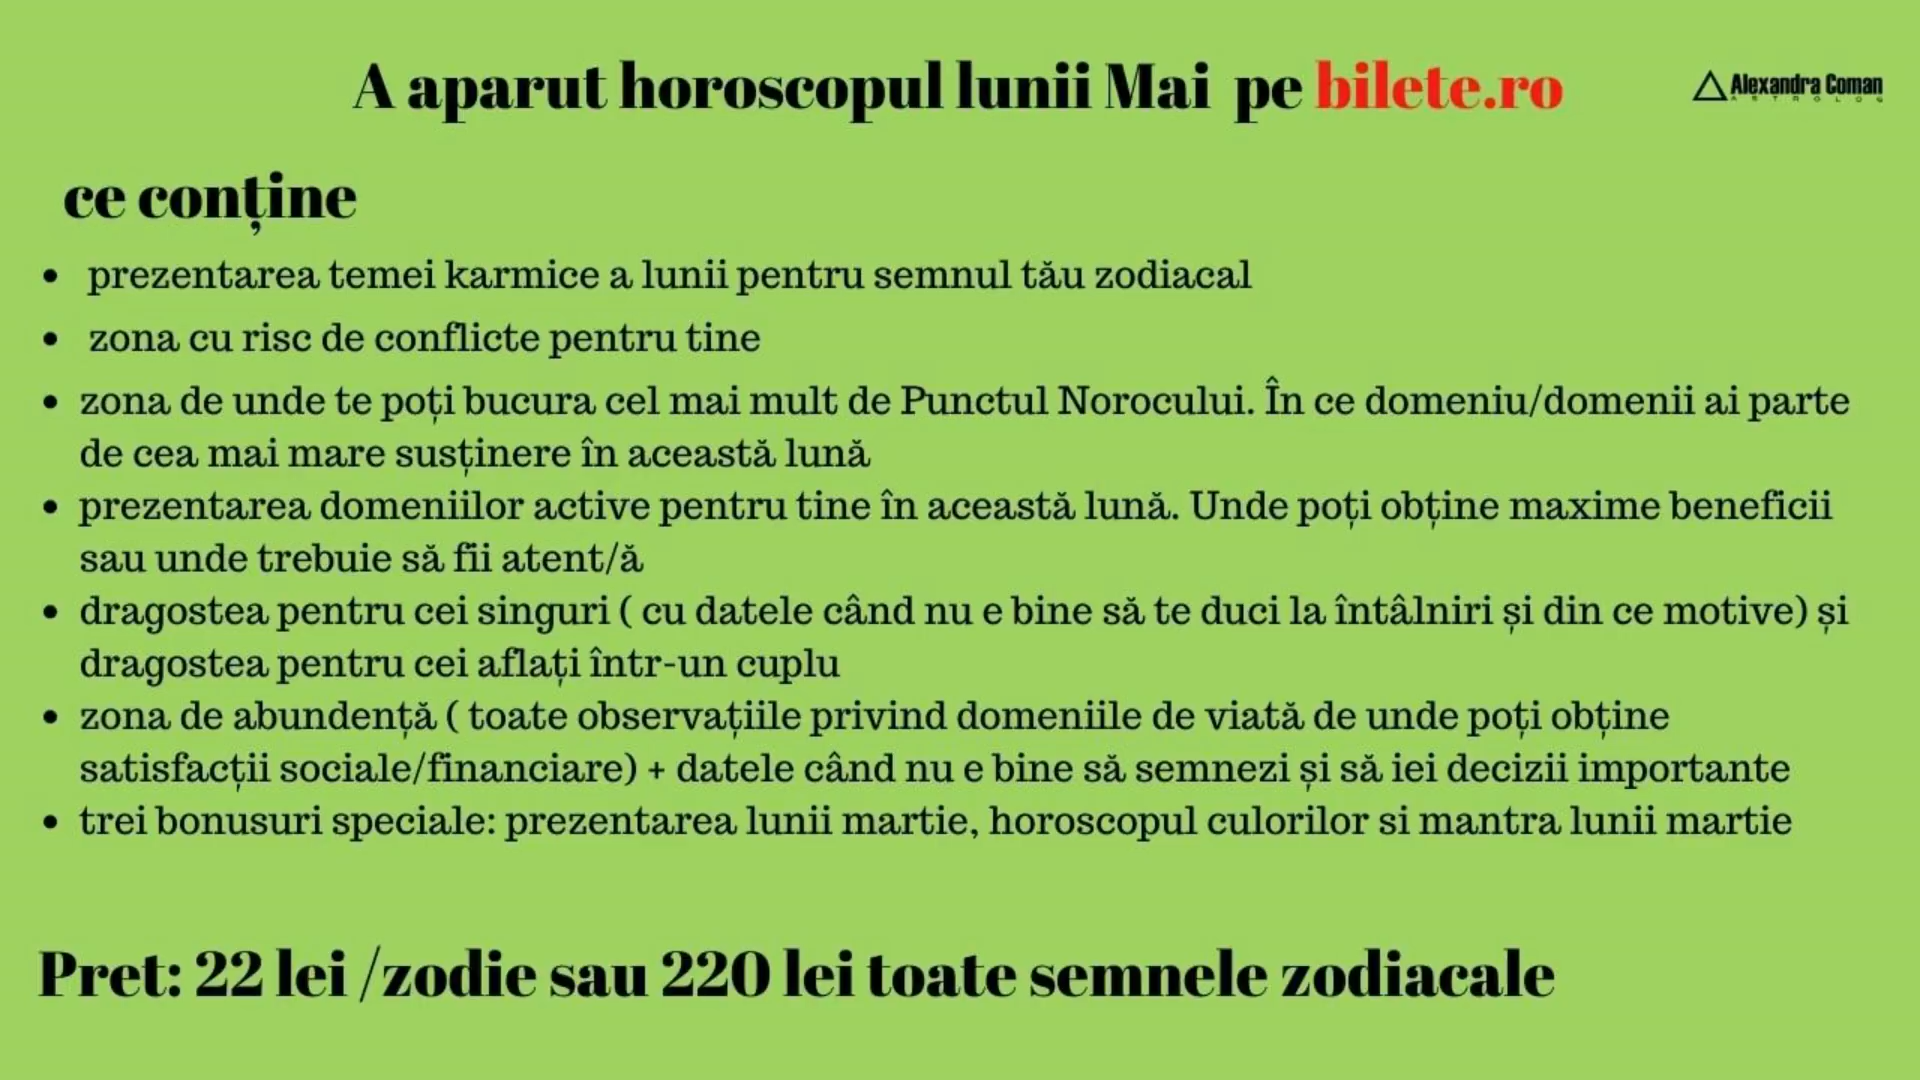 A aparut horoscopul lunii Mai pe bilete.ro
Alexandra Coman
ASTROLOG
ce conține
• prezentarea temei karmice a lunii pentru semnul tău zodiacal
• zona cu risc de conflicte pentru tine
• zona de unde te poți bucura cel mai mult de Punctul Norocului. În ce domeniu/domenii ai parte
de cea mai mare susținere în această lună
• prezentarea domeniilor active pentru tine în această lună. Unde poți obține maxime beneficii
sau unde trebuie să fii atent/ă
• dragostea pentru cei singuri ( cu datele când nu e bine să te duci la întâlniri și din ce motive) și
dragostea pentru cei aflați într-un cuplu
• zona de abundență ( toate observațiile privind domeniile de viată de unde poți obține
satisfacții sociale/financiare) + datele când nu e bine să semnezi și să iei decizii importante
• trei bonusuri speciale: prezentarea lunii martie, horoscopul culorilor si mantra lunii martie
Pret: 22 lei /zodie sau 220 lei toate semnele zodiacale